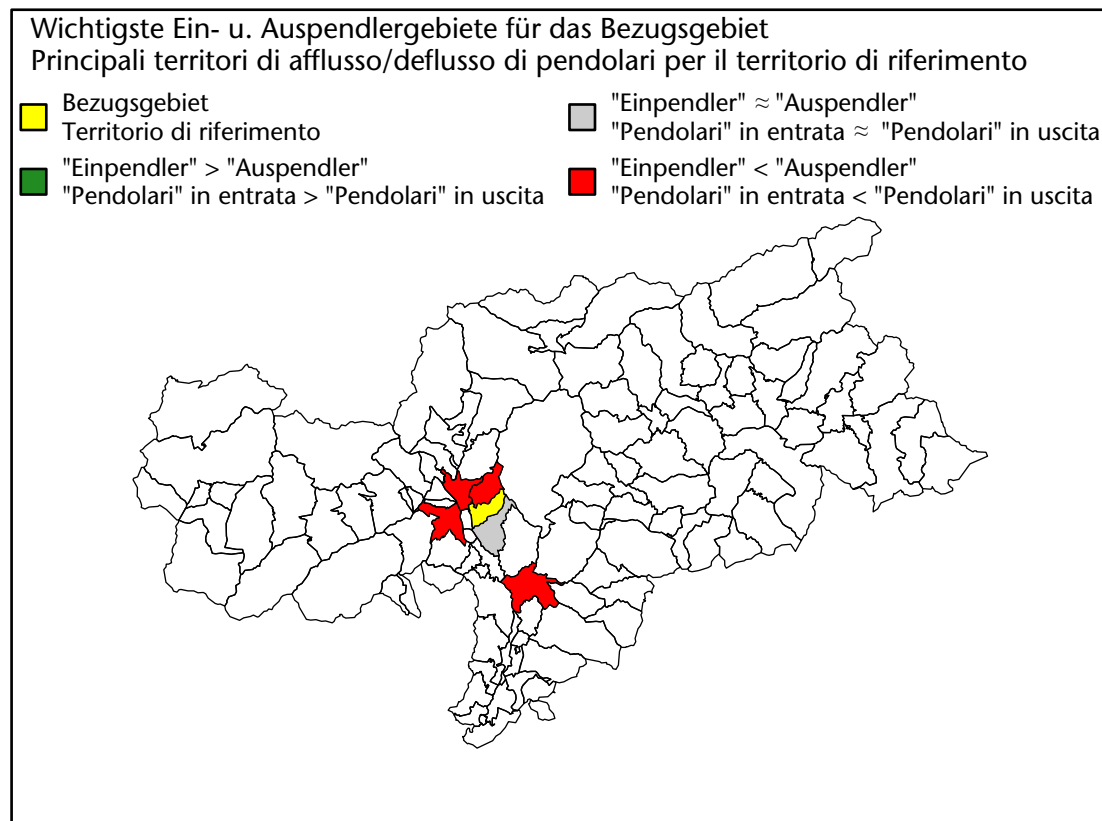 Wichtigste Ein- u. Auspendlergebiete für das Bezugsgebiet
Principali territori di afflusso/deflusso di pendolari per il territorio di riferimento
Bezugsgebiet
Territorio di riferimento
"Einpendler" > "Auspendler"
"Pendolari" in entrata > "Pendolari" in uscita
"Einpendler" ≈ "Auspendler"
"Pendolari" in entrata ≈ "Pendolari" in uscita
"Einpendler" < "Auspendler"
"Pendolari" in entrata < "Pendolari" in uscita